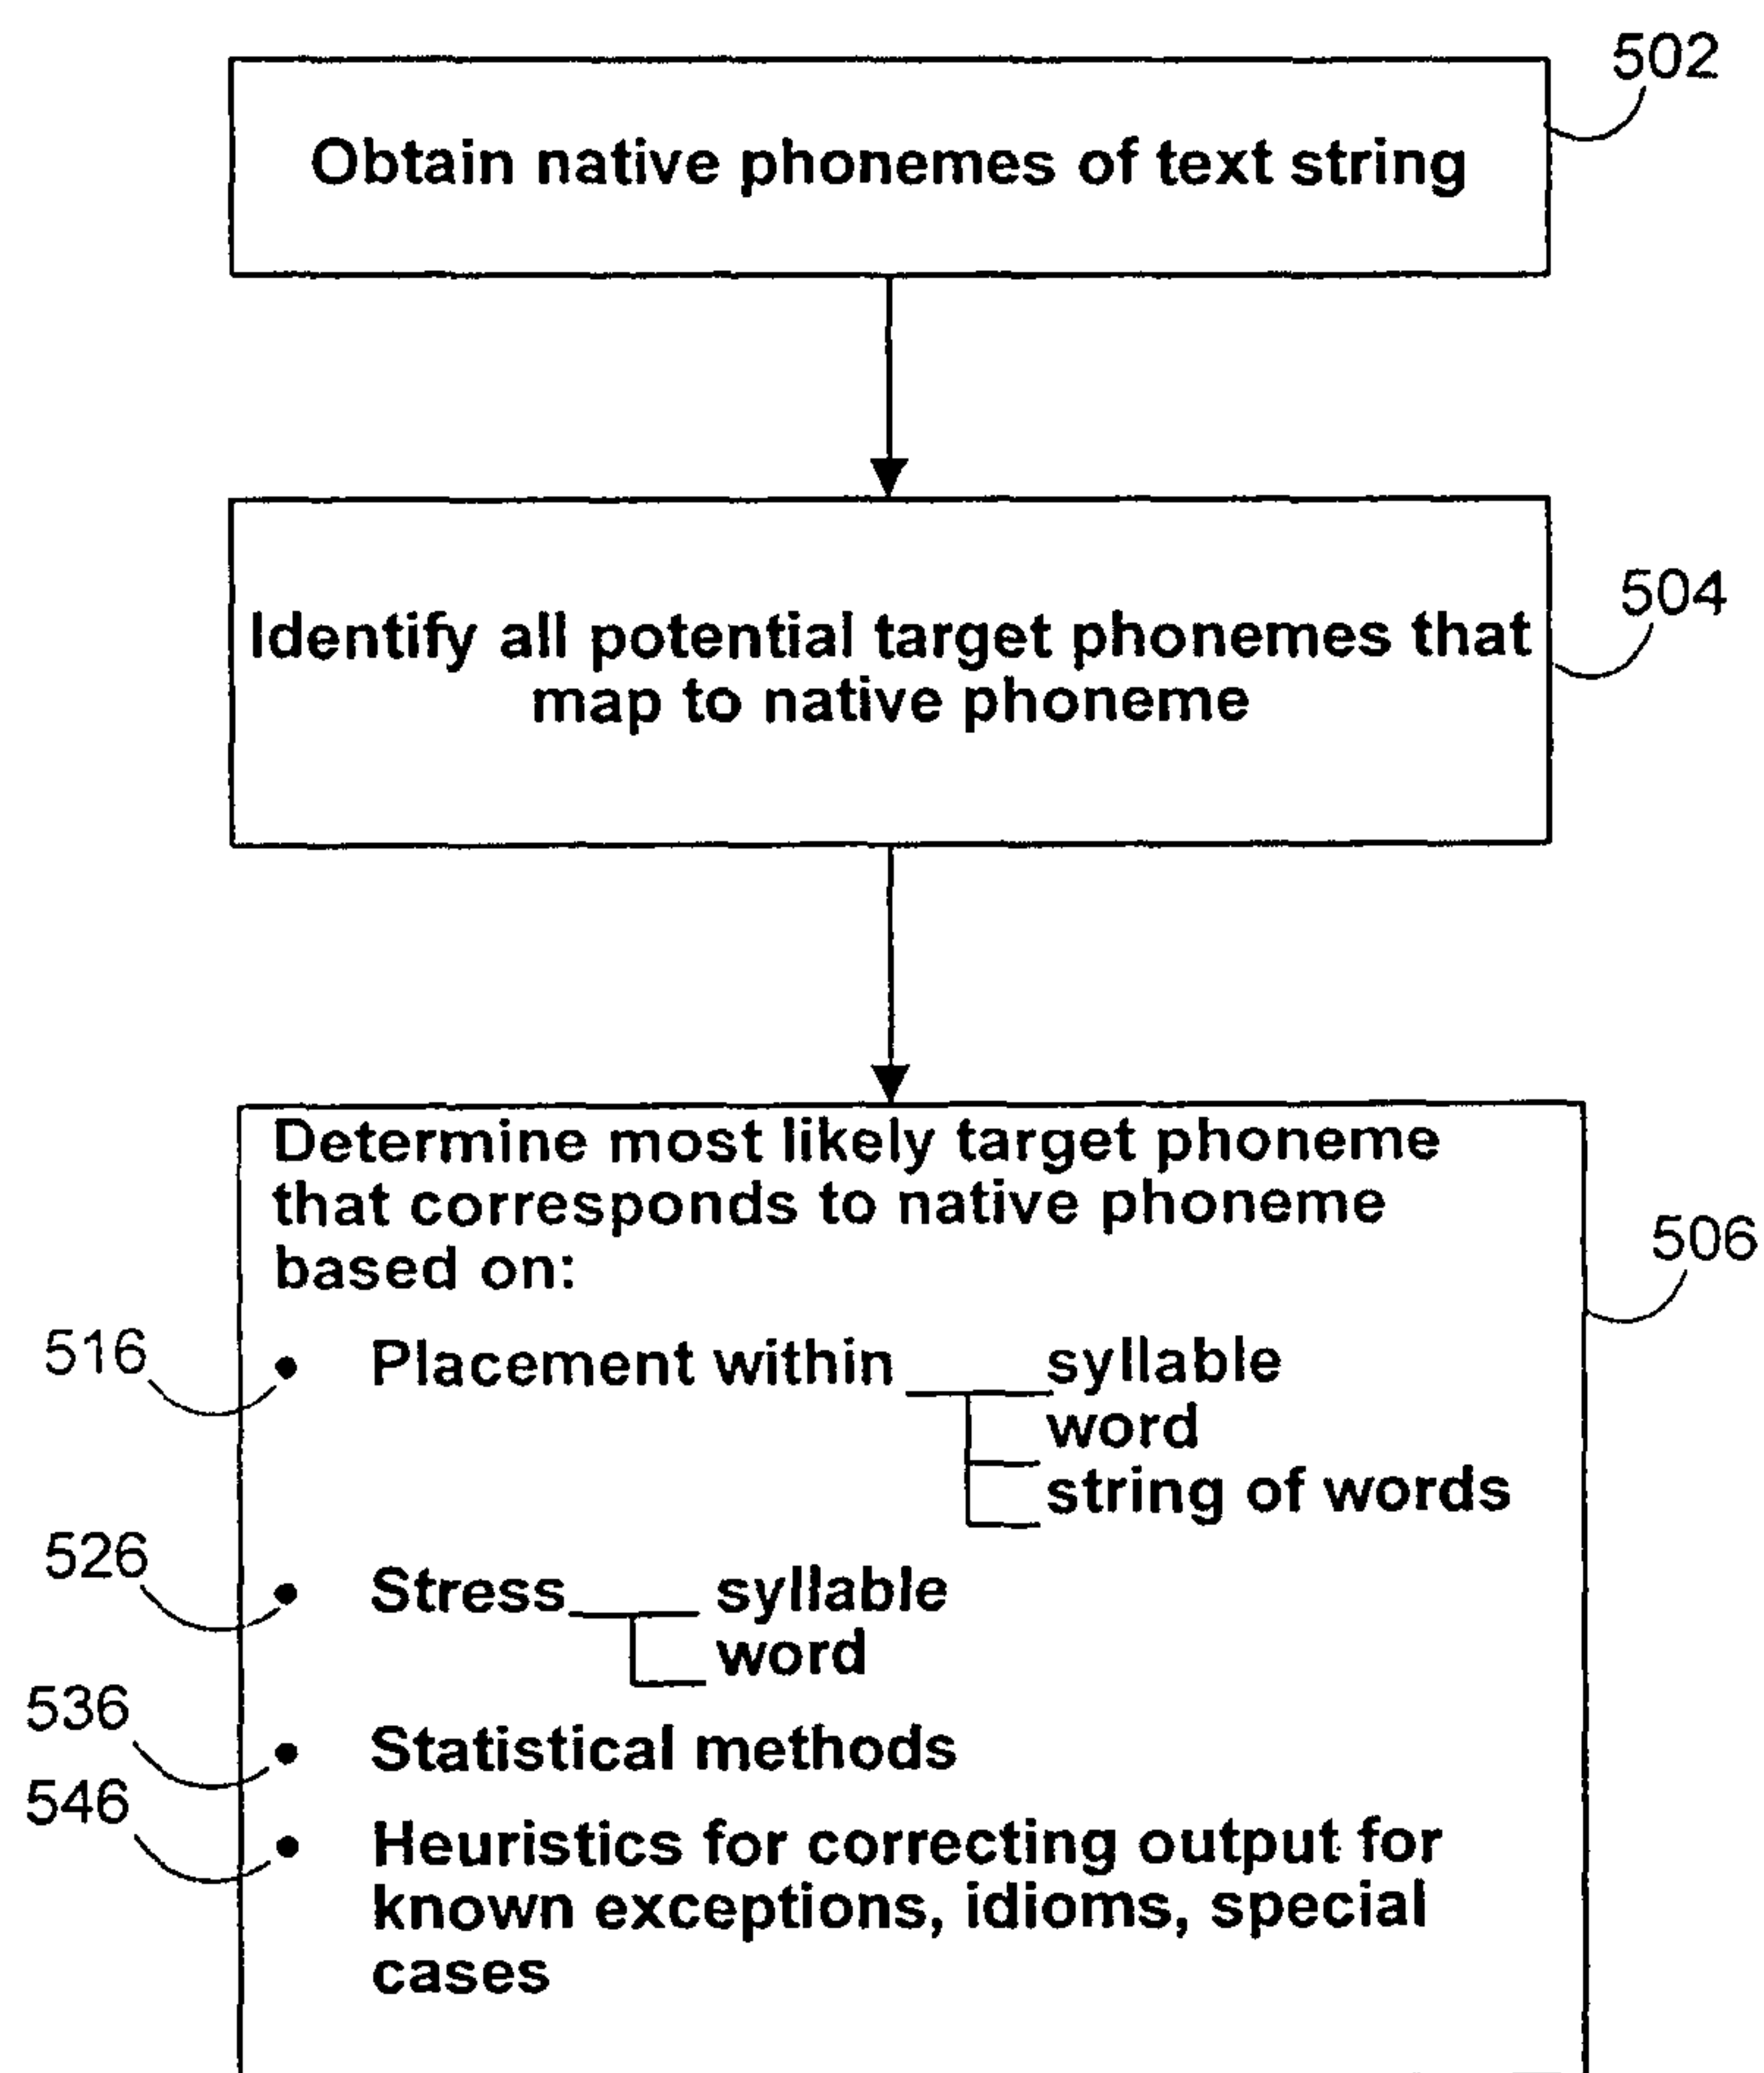 502
Obtain native phonemes of text string
504
Identify all potential target phonemes that
map to native phoneme
506
Determine most likely target phoneme
that corresponds to native phoneme
based on:
516
• Placement within syllable
word
string of words
526
• Stress syllable
word
536
• Statistical methods
546
• Heuristics for correcting output for
known exceptions, idioms, special
cases